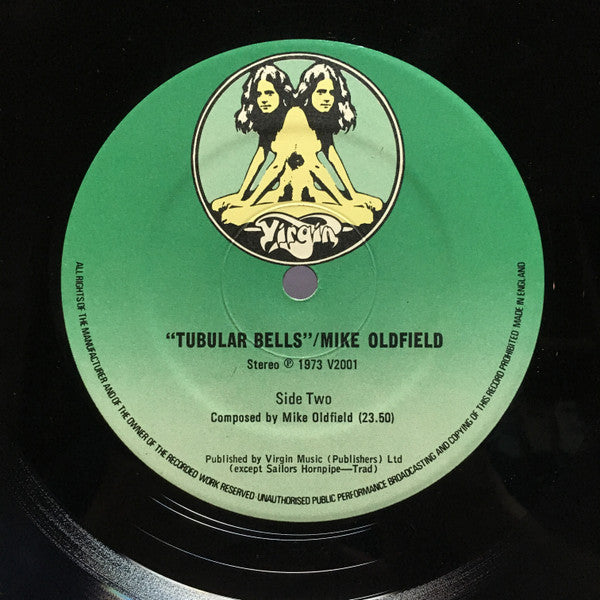 Virgin
"TUBULAR BELLS"/MIKE OLDFIELD
Stereo ℗ 1973 V2001
Side Two
Composed by Mike Oldfield (23.50)
Published by Virgin Music (Publishers) Ltd
(except Sailors Hornpipe—Trad)
ALL RIGHTS OF THE MANUFACTURER AND OF THE OWNER OF THE RECORDED WORK RESERVED · UNAUTHORISED PUBLIC PERFORMANCE BROADCASTING AND COPYING OF THIS RECORD PROHIBITED MADE IN ENGLAND